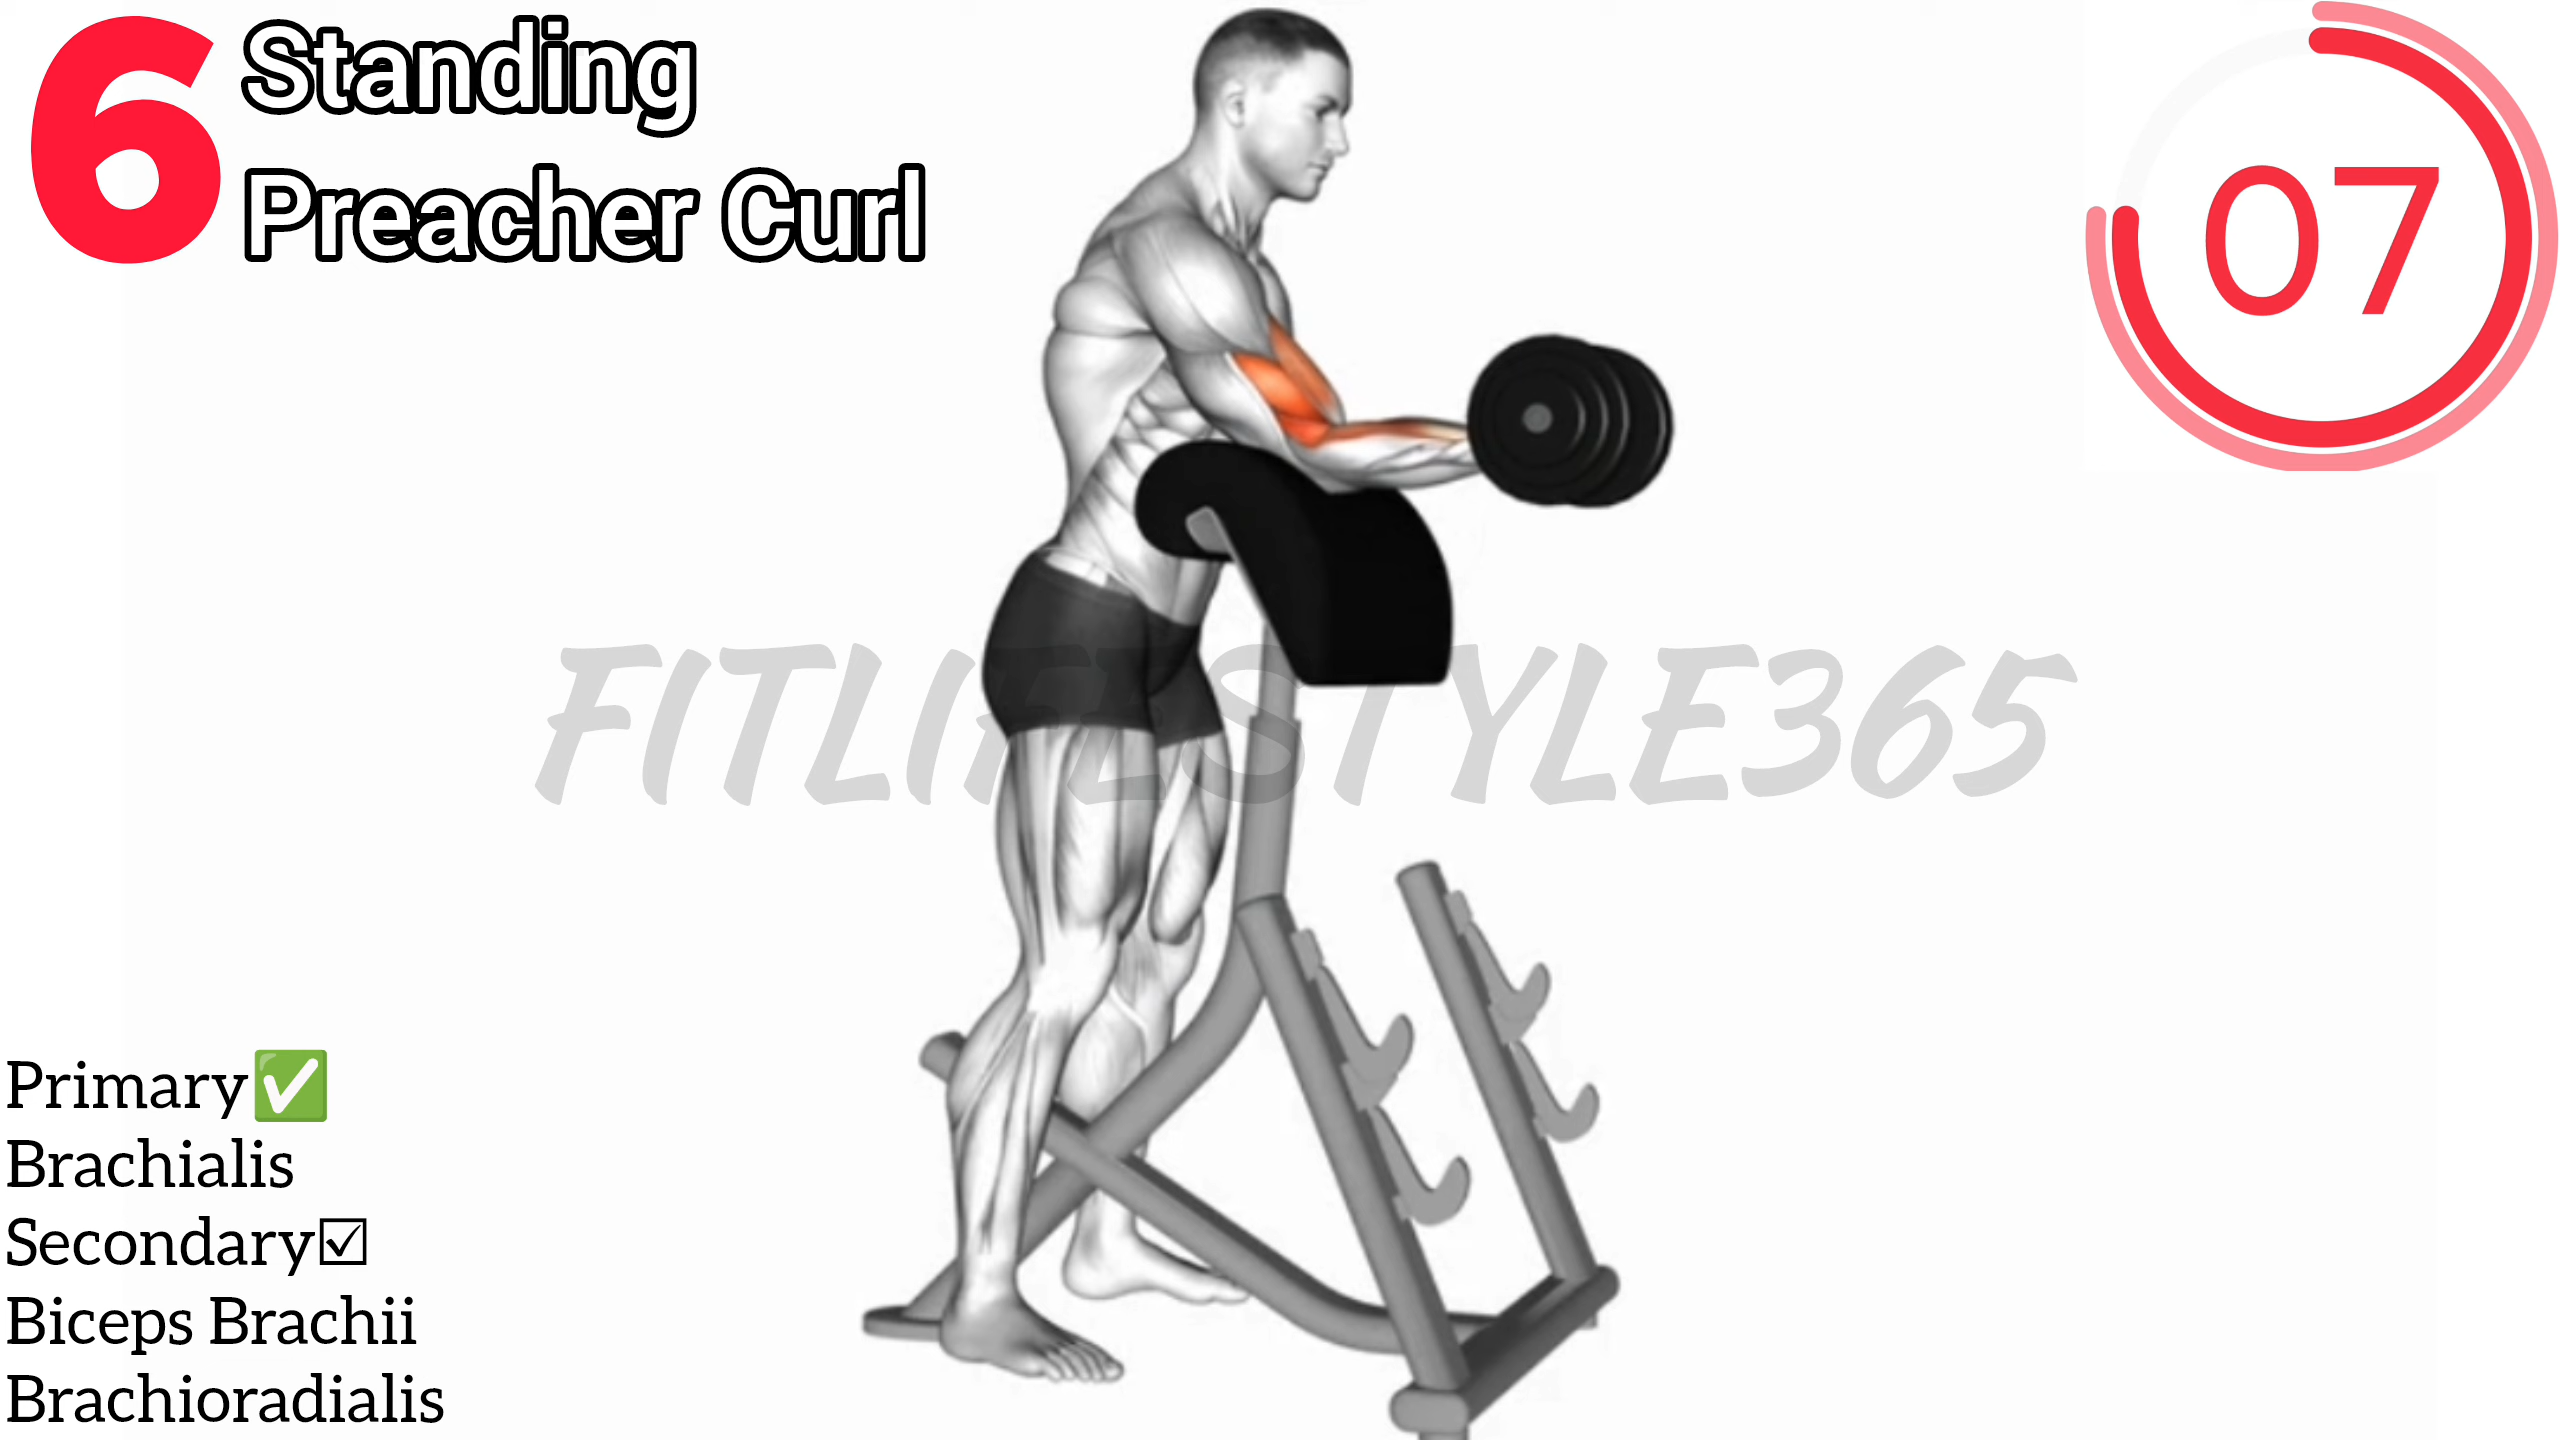 6
Standing
Preacher Curl
07
FITLIFESTYLE365
Primary✅
Brachialis
Secondary☑
Biceps Brachii
Brachioradialis